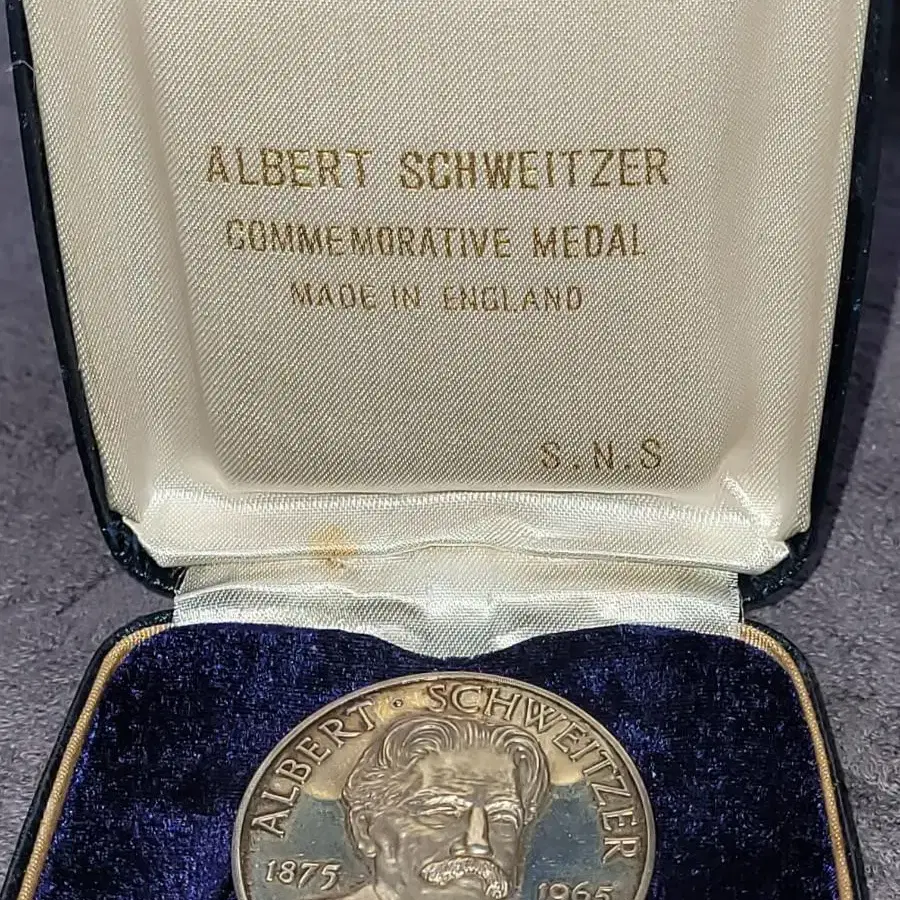 ALBERT SCHWEITZER
COMMEMORATIVE MEDAL
MADE IN ENGLAND
S.N.S
ALBERT · SCHWEITZER
1875
1965